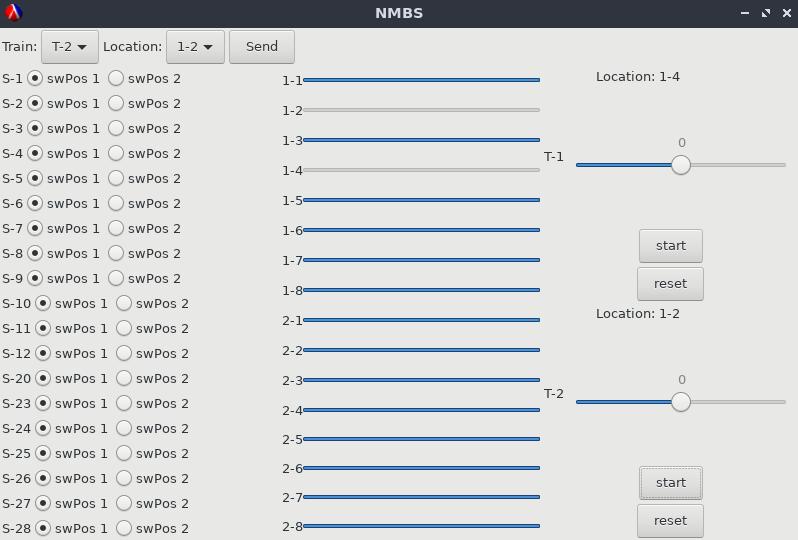 NMBS
Train: T-2 Location: 1-2 Send
S-1 swPos 1 swPos 2
S-2 swPos 1 swPos 2
S-3 swPos 1 swPos 2
S-4 swPos 1 swPos 2
S-5 swPos 1 swPos 2
S-6 swPos 1 swPos 2
S-7 swPos 1 swPos 2
S-8 swPos 1 swPos 2
S-9 swPos 1 swPos 2
S-10 swPos 1 swPos 2
S-11 swPos 1 swPos 2
S-12 swPos 1 swPos 2
S-20 swPos 1 swPos 2
S-23 swPos 1 swPos 2
S-24 swPos 1 swPos 2
S-25 swPos 1 swPos 2
S-26 swPos 1 swPos 2
S-27 swPos 1 swPos 2
S-28 swPos 1 swPos 2
1-1
1-2
1-3
1-4
1-5
1-6
1-7
1-8
2-1
2-2
2-3
2-4
2-5
2-6
2-7
2-8
Location: 1-4
0
T-1
start
reset
Location: 1-2
0
T-2
start
reset